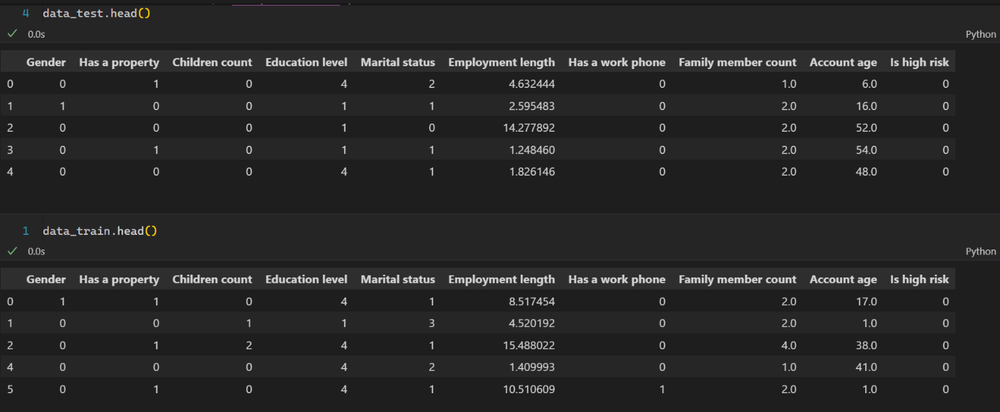 4 data_test.head()
0.0s Python
Gender Has a property Children count Education level Marital status Employment length Has a work phone Family member count Account age Is high risk
0 0 1 0 4 2 4.632444 0 1.0 6.0 0
1 1 0 0 1 1 2.595483 0 2.0 16.0 0
2 0 0 0 1 0 14.277892 0 2.0 52.0 0
3 0 1 0 1 1 1.248460 0 2.0 54.0 0
4 0 0 0 4 1 1.826146 0 2.0 48.0 0
1 data_train.head()
0.0s Python
Gender Has a property Children count Education level Marital status Employment length Has a work phone Family member count Account age Is high risk
0 1 1 0 4 1 8.517454 0 2.0 17.0 0
1 0 0 1 1 3 4.520192 0 2.0 1.0 0
2 0 1 2 4 1 15.488022 0 4.0 38.0 0
4 0 0 0 4 2 1.409993 0 1.0 41.0 0
5 0 1 0 4 1 10.510609 1 2.0 1.0 0